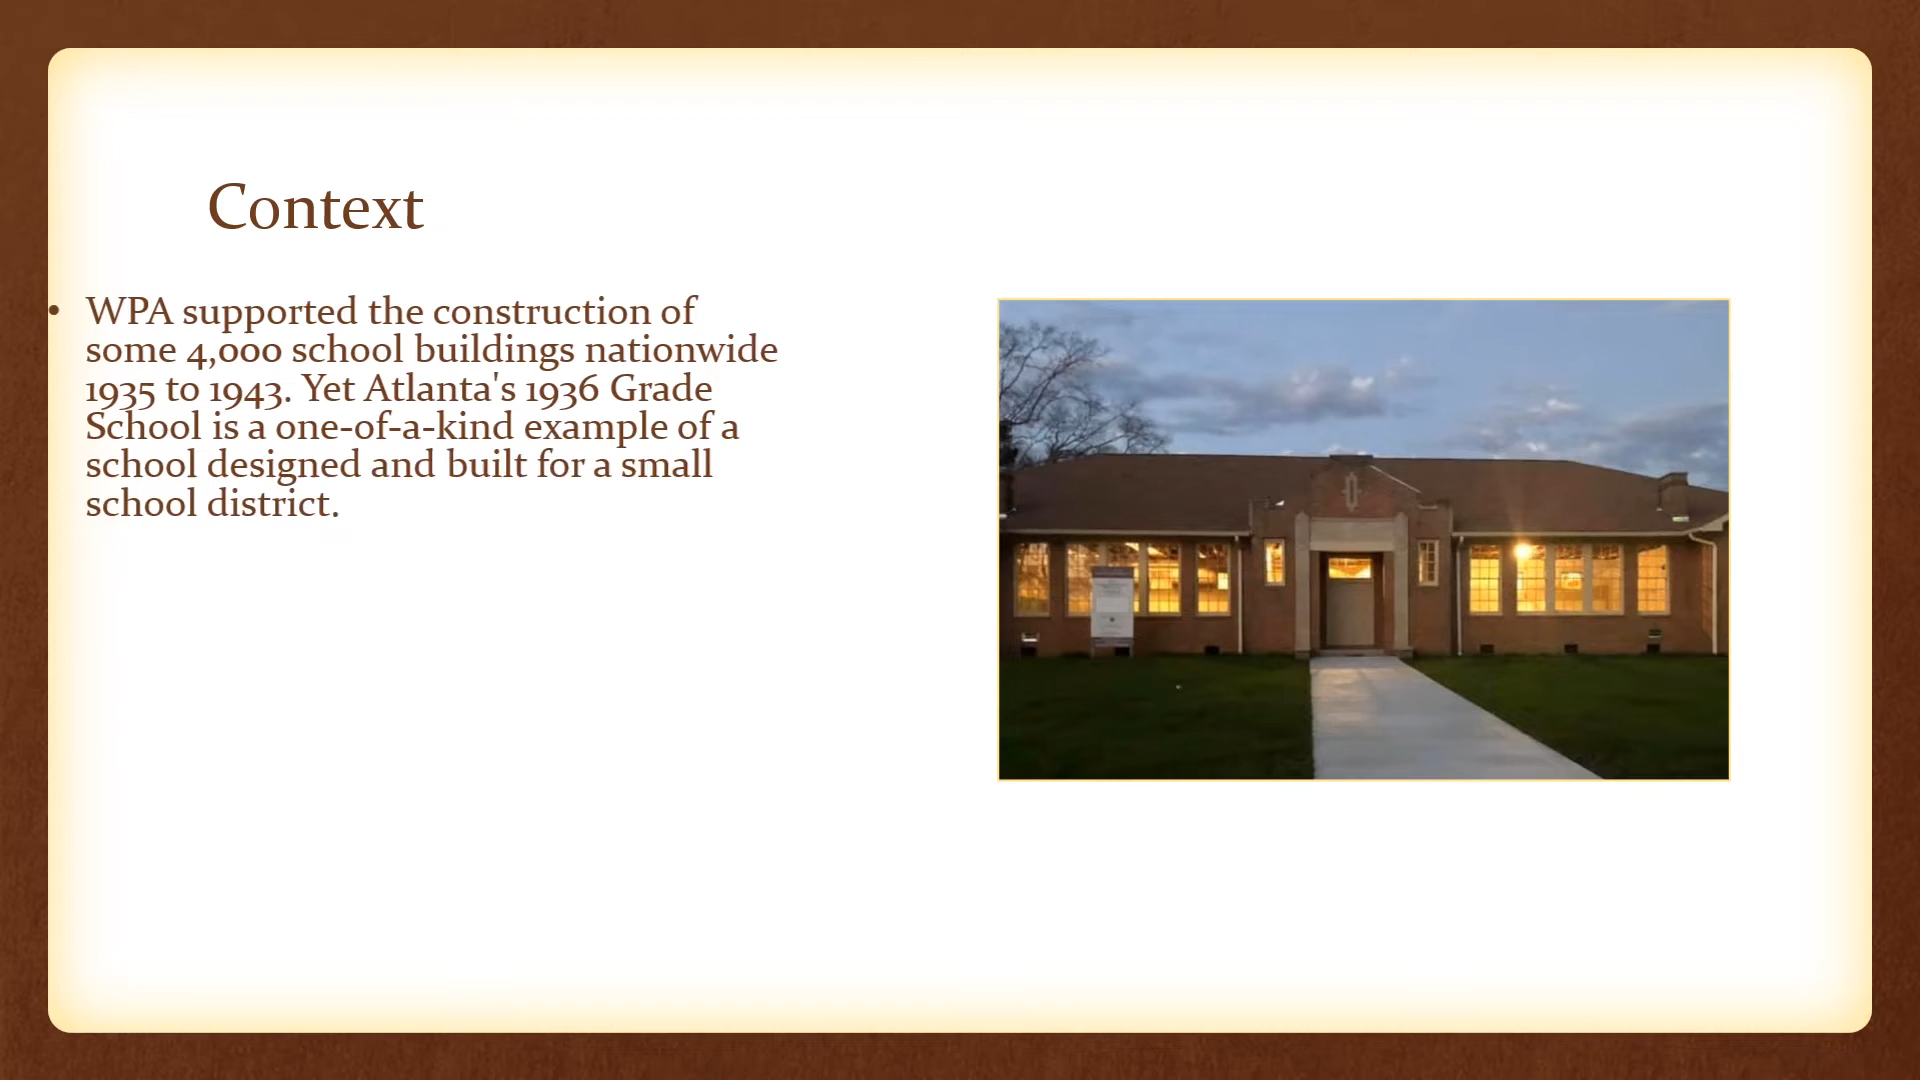 Context
• WPA supported the construction of
some 4,000 school buildings nationwide
1935 to 1943. Yet Atlanta's 1936 Grade
School is a one-of-a-kind example of a
school designed and built for a small
school district.